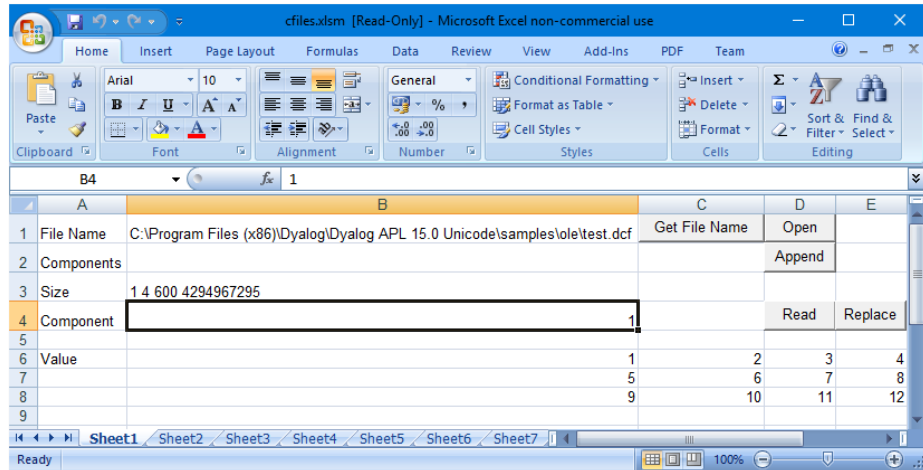 cfiles.xlsm [Read-Only] - Microsoft Excel non-commercial use
Home Insert Page Layout Formulas Data Review View Add-Ins PDF Team
Paste
Clipboard
Arial 10
B I U A A
A
Font
Alignment
General
% ,
.00 .0 .00
Number
Conditional Formatting
Format as Table
Cell Styles
Styles
Insert
Delete
Format
Cells
Σ
Sort & Filter
Find & Select
Editing
B4 fx 1
A B C D E
1 File Name C:\Program Files (x86)\Dyalog\Dyalog APL 15.0 Unicode\samples\ole\test.dcf Get File Name Open
2 Components Append
3 Size 1 4 600 4294967295
4 Component 1 Read Replace
5
6 Value 1 2 3 4
7 5 6 7 8
8 9 10 11 12
9
Sheet1 Sheet2 Sheet3 Sheet4 Sheet5 Sheet6 Sheet7
Ready 100%